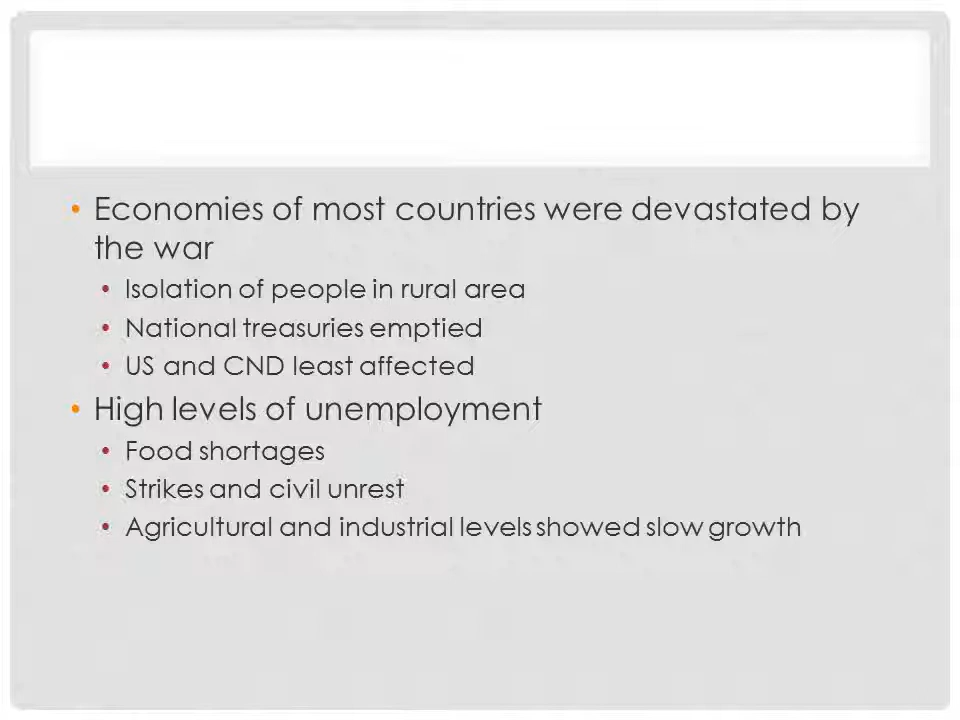 • Economies of most countries were devastated by
the war
• Isolation of people in rural area
• National treasuries emptied
• US and CND least affected
• High levels of unemployment
• Food shortages
• Strikes and civil unrest
• Agricultural and industrial levels showed slow growth